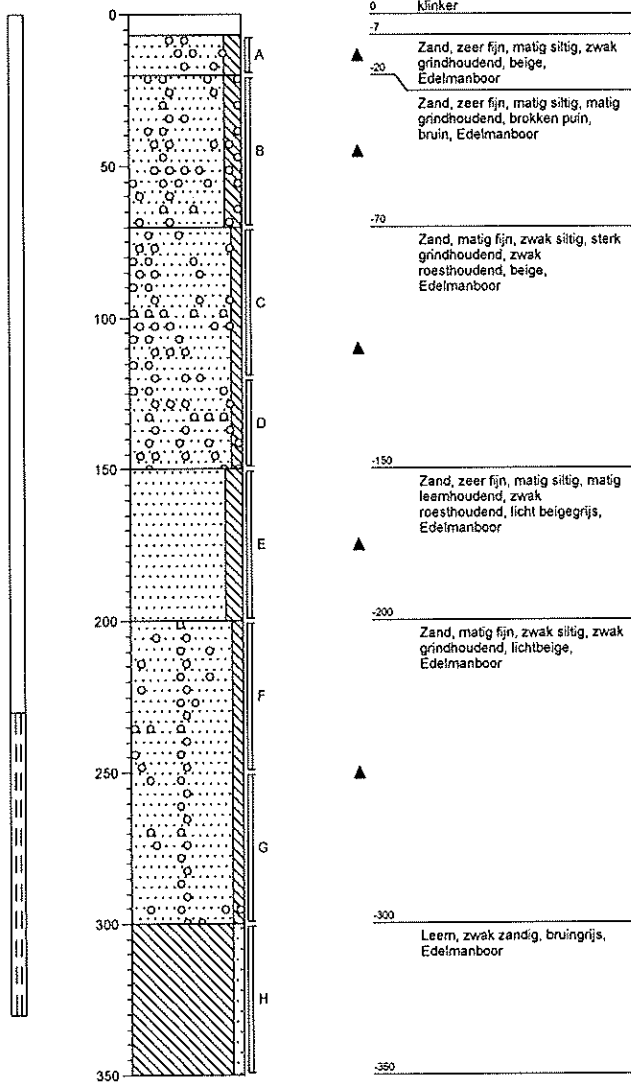 0
50
100
150
200
250
300
350
A
B
C
D
E
F
G
H
0
klinker
-7
Zand, zeer fijn, matig siltig, zwak
grindhoudend, beige,
Edelmanboor
-20
Zand, zeer fijn, matig siltig, matig
grindhoudend, brokken puin,
bruin, Edelmanboor
-70
Zand, matig fijn, zwak siltig, sterk
grindhoudend, zwak
roesthoudend, beige,
Edelmanboor
-150
Zand, zeer fijn, matig siltig, matig
leemhoudend, zwak
roesthoudend, licht beigegrijs,
Edelmanboor
-200
Zand, matig fijn, zwak siltig, zwak
grindhoudend, lichtbeige,
Edelmanboor
-300
Leem, zwak zandig, bruingrijs,
Edelmanboor
-350